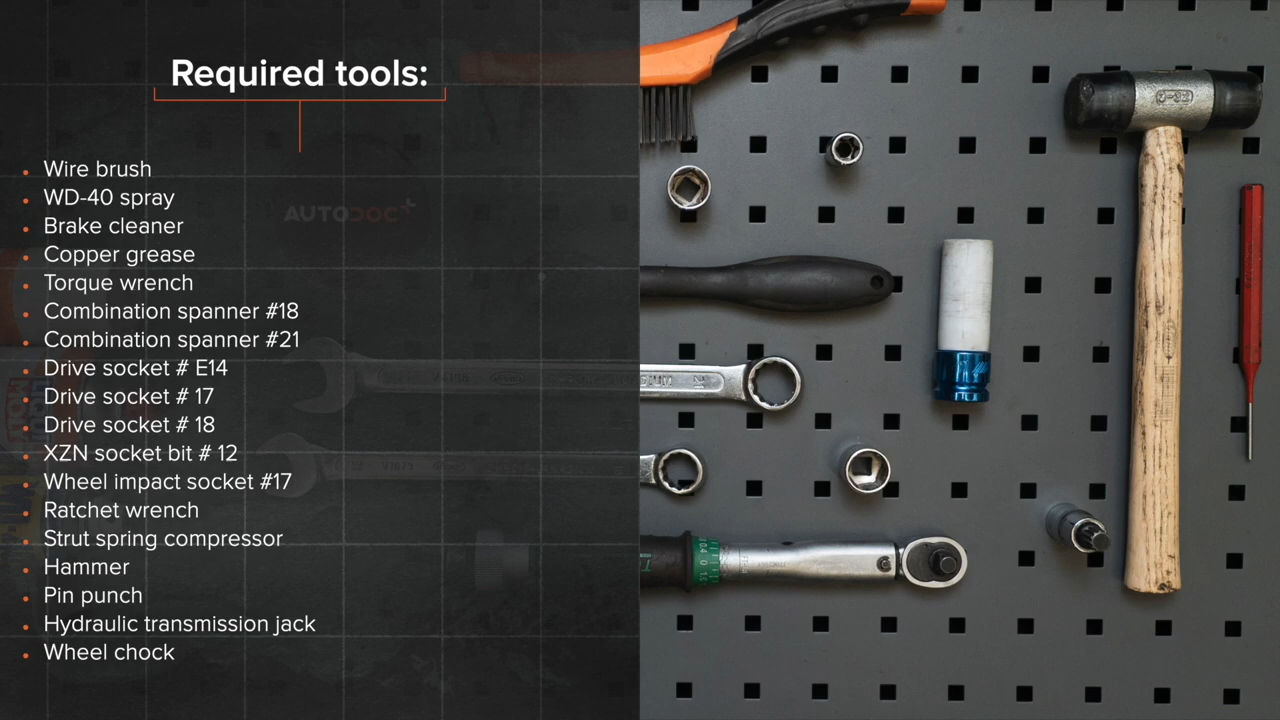 Required tools:
Wire brush
WD-40 spray
AUTODOC+
Brake cleaner
Copper grease
Torque wrench
Combination spanner #18
Combination spanner #21
Drive socket # E14
Drive socket # 17
Drive socket # 18
XZN socket bit # 12
Wheel impact socket #17
Ratchet wrench
Strut spring compressor
Hammer
Pin punch
Hydraulic transmission jack
Wheel chock